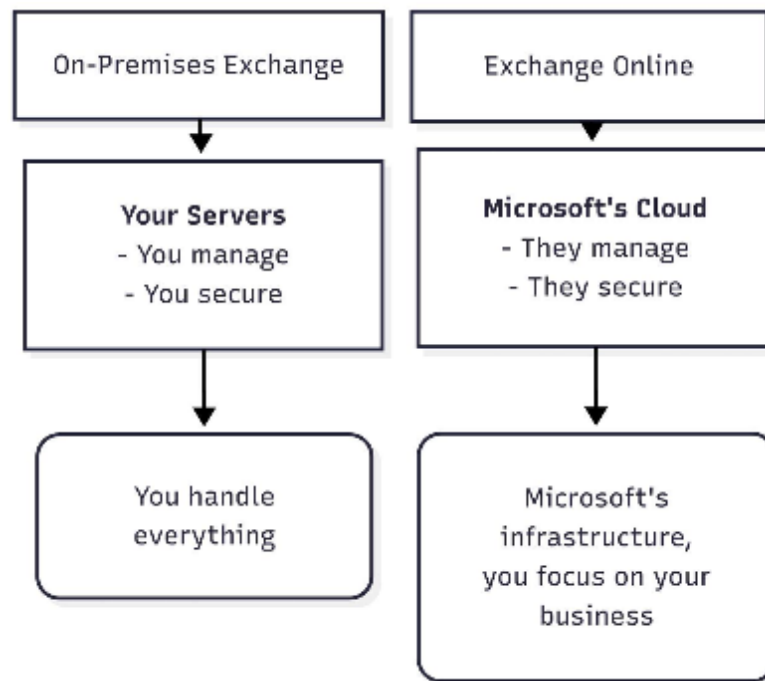 On-Premises Exchange
Your Servers
- You manage
- You secure
You handle
everything
Exchange Online
Microsoft's Cloud
- They manage
- They secure
Microsoft's
infrastructure,
you focus on your
business